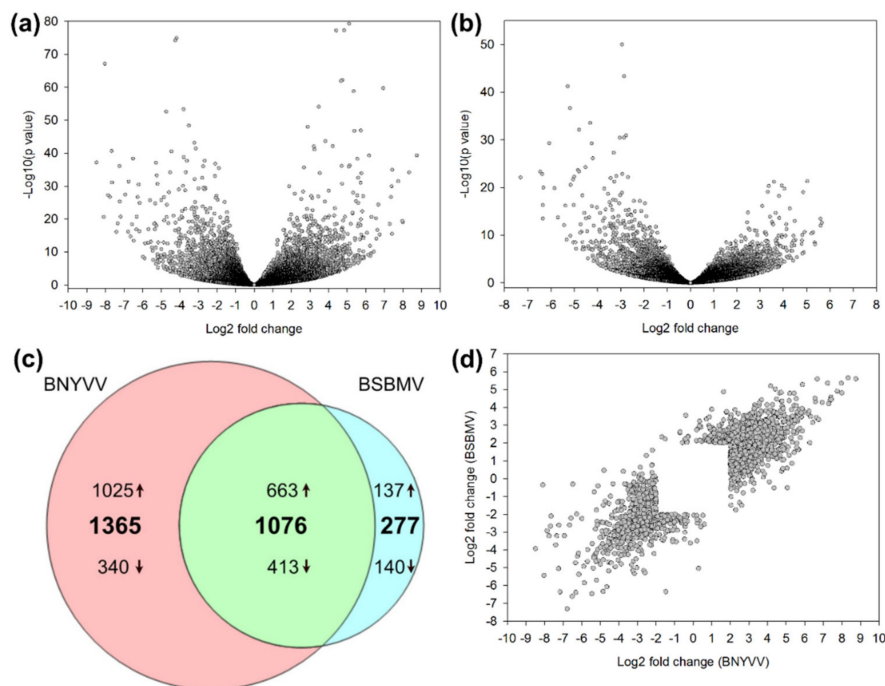 (a)
80
70
60
50
40
30
20
10
0
-Log10(p value)
-10 -9 -8 -7 -6 -5 -4 -3 -2 -1 0 1 2 3 4 5 6 7 8 9 10
Log2 fold change
(b)
50
40
30
20
10
0
-Log10(p value)
-8 -7 -6 -5 -4 -3 -2 -1 0 1 2 3 4 5 6 7 8
Log2 fold change
(c)
BNYVV BSBMV
1025↑ 663↑ 137↑
1365 1076 277
340↓ 413↓ 140↓
(d)
7
6
5
4
3
2
1
0
-1
-2
-3
-4
-5
-6
-7
-8
Log2 fold change (BSBMV)
-10 -9 -8 -7 -6 -5 -4 -3 -2 -1 0 1 2 3 4 5 6 7 8 9 10
Log2 fold change (BNYVV)